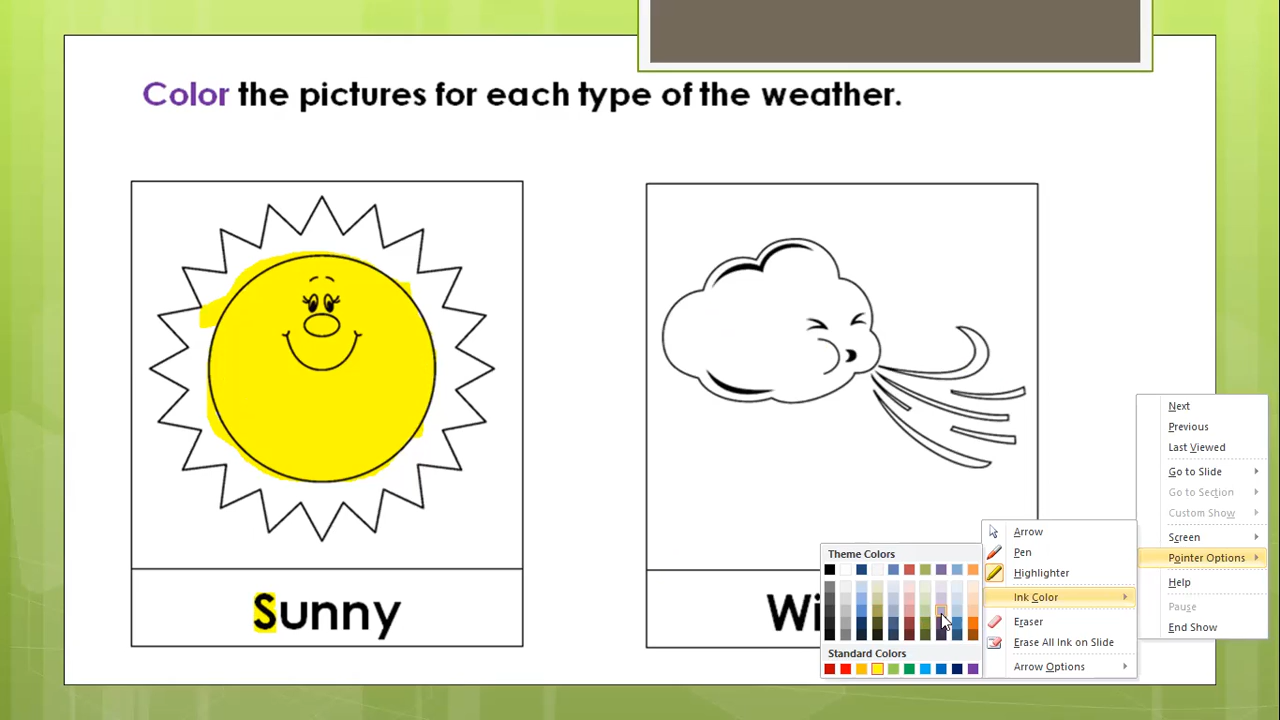 Color the pictures for each type of the weather.
Sunny
Wi
Next
Previous
Last Viewed
Go to Slide
Go to Section
Custom Show
Screen
Pointer Options
Help
Pause
End Show
Arrow
Pen
Highlighter
Ink Color
Eraser
Erase All Ink on Slide
Arrow Options
Theme Colors
Standard Colors